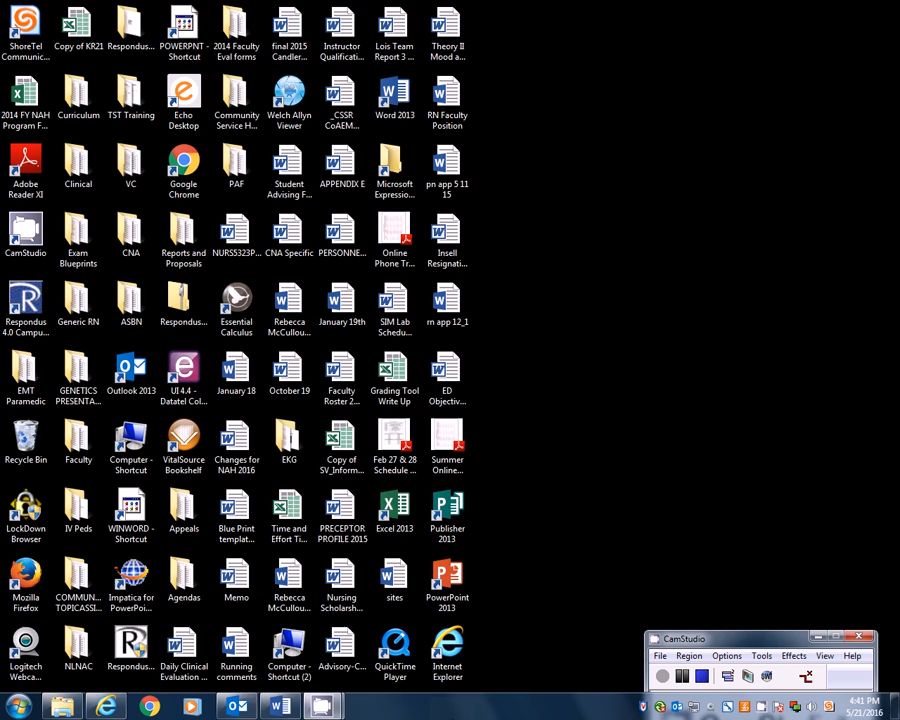 ShoreTel Communic...
Copy of KR21
Respondus...
POWERPNT - Shortcut
2014 Faculty Eval forms
final 2015 Candler...
Instructor Qualificati...
Lois Team Report 3 ...
Theory II Mood a...
2014 FY NAH Program F...
Curriculum
TST Training
Echo Desktop
Community Service H...
Welch Allyn Viewer
_CSSR CoAEM...
Word 2013
RN Faculty Position
Adobe Reader XI
Clinical
VC
Google Chrome
PAF
Student Advising F...
APPENDIX E
Microsoft Expressio...
pn app 5 11 15
CamStudio
Exam Blueprints
CNA
Reports and Proposals
NURS5323P...
CNA Specific
PERSONNE...
Online Phone Tr...
Insell Resignati...
Respondus 4.0 Campu...
Generic RN
ASBN
Respondus...
Essential Calculus
Rebecca McCullou...
January 19th
SIM Lab Schedu...
rn app 12_1
EMT Paramedic
GENETICS PRESENTA...
Outlook 2013
UI 4.4 - Datatel Col...
January 18
October 19
Faculty Roster 2...
Grading Tool Write Up
ED Objectiv...
Recycle Bin
Faculty
Computer - Shortcut
VitalSource Bookshelf
Changes for NAH 2016
EKG
Copy of SV_Inform...
Feb 27 & 28 Schedule ...
Summer Online...
LockDown Browser
IV Peds
WINWORD - Shortcut
Appeals
Blue Print templat...
Time and Effort Ti...
PRECEPTOR PROFILE 2015
Excel 2013
Publisher 2013
Mozilla Firefox
COMMUN... TOPICASSI...
Impatica for PowerPoi...
Agendas
Memo
Rebecca McCullou...
Nursing Scholarsh...
sites
PowerPoint 2013
Logitech Webca...
NLNAC
Respondus...
Daily Clinical Evaluation ...
Running comments
Computer - Shortcut (2)
Advisory-C...
QuickTime Player
Internet Explorer
CamStudio
File Region Options Tools Effects View Help
4:41 PM
5/21/2016